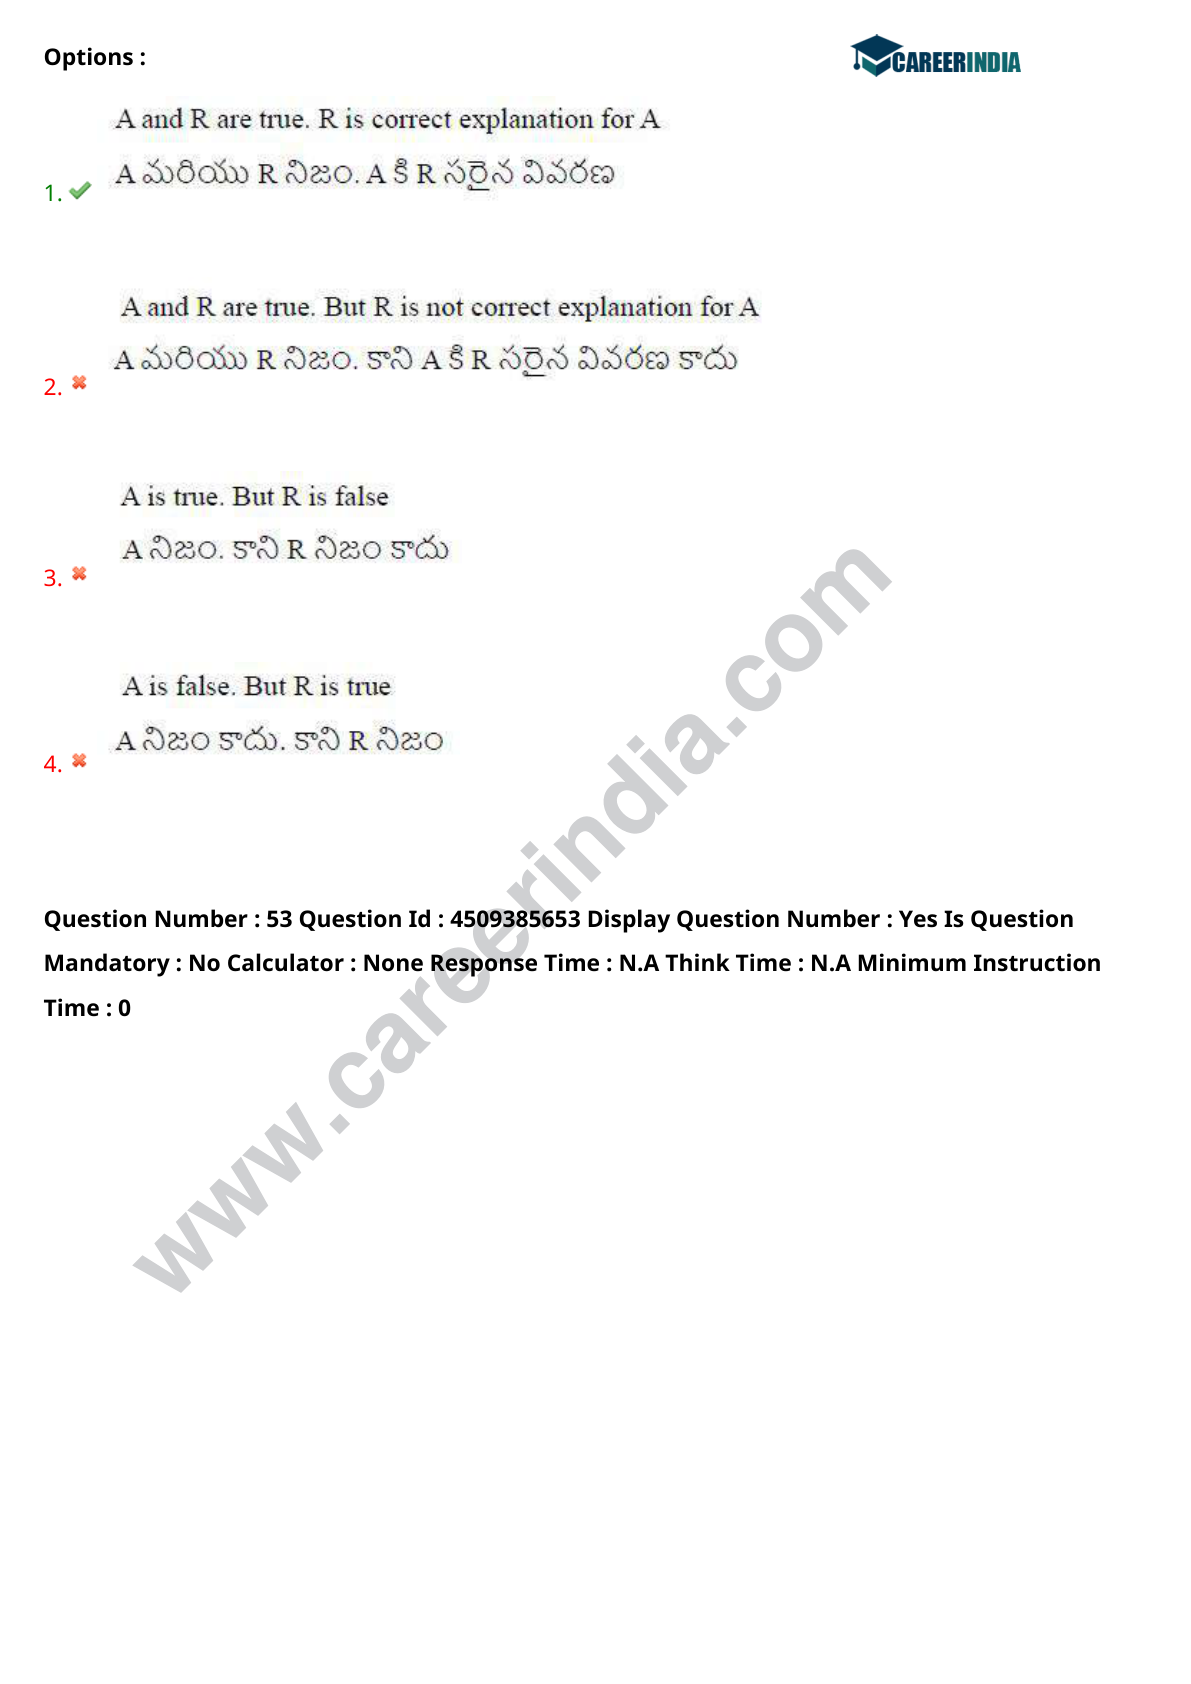 Options :
CAREERINDIA
A and R are true. R is correct explanation for A
A మరియు R నిజం. A కి R సరైన వివరణ
1.
A and R are true. But R is not correct explanation for A
A మరియు R నిజం. కాని A కి R సరైన వివరణ కాదు
2.
A is true. But R is false
A నిజం. కాని R నిజం కాదు
3.
A is false. But R is true
A నిజం కాదు. కాని R నిజం
4.
Question Number : 53 Question Id : 4509385653 Display Question Number : Yes Is Question
Mandatory : No Calculator : None Response Time : N.A Think Time : N.A Minimum Instruction
Time : 0
www.careerindia.com